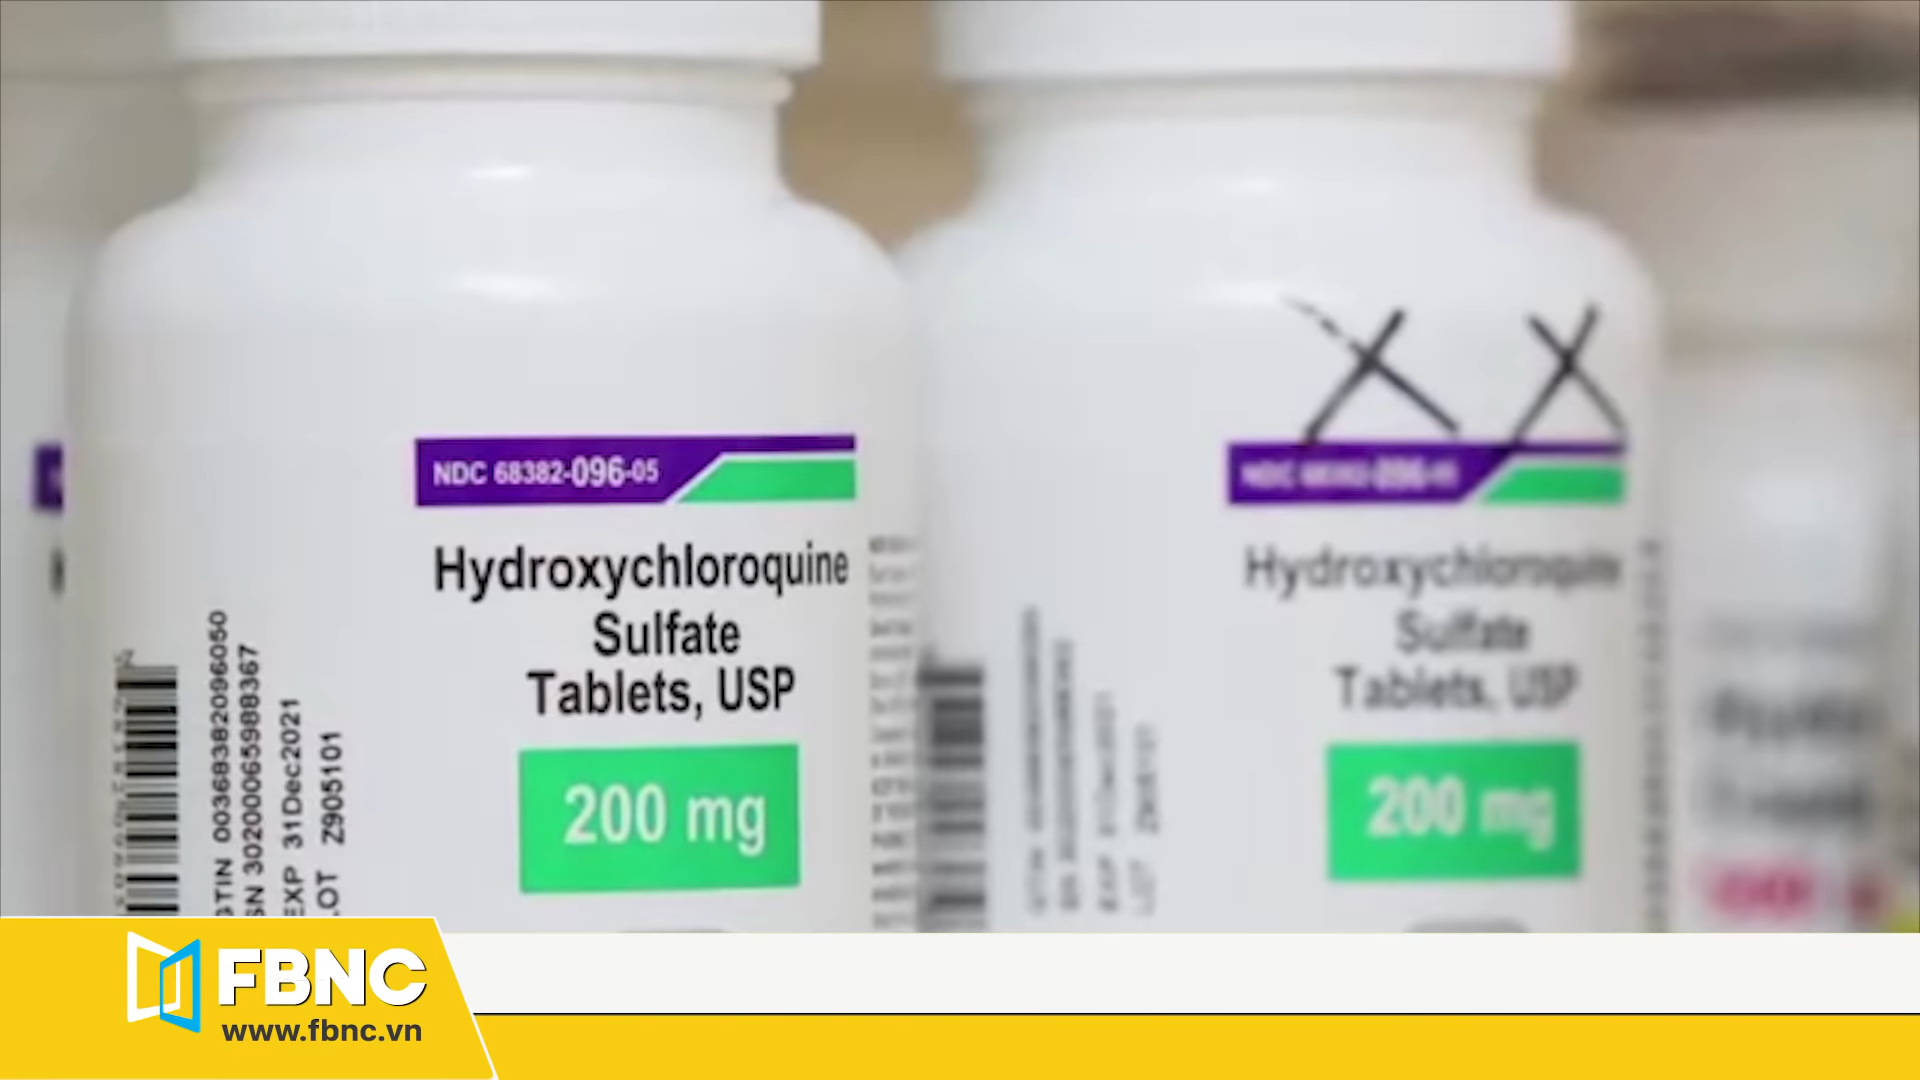 NDC 68382-096-05
Hydroxychloroquine
Sulfate
Tablets, USP
200 mg
GTIN 00368382096050
SN 30200065988367
EXP 31Dec2021
LOT Z905101
Hydroxychloroquine
Sulfate
Tablets, USP
200 mg
FBNC
www.fbnc.vn